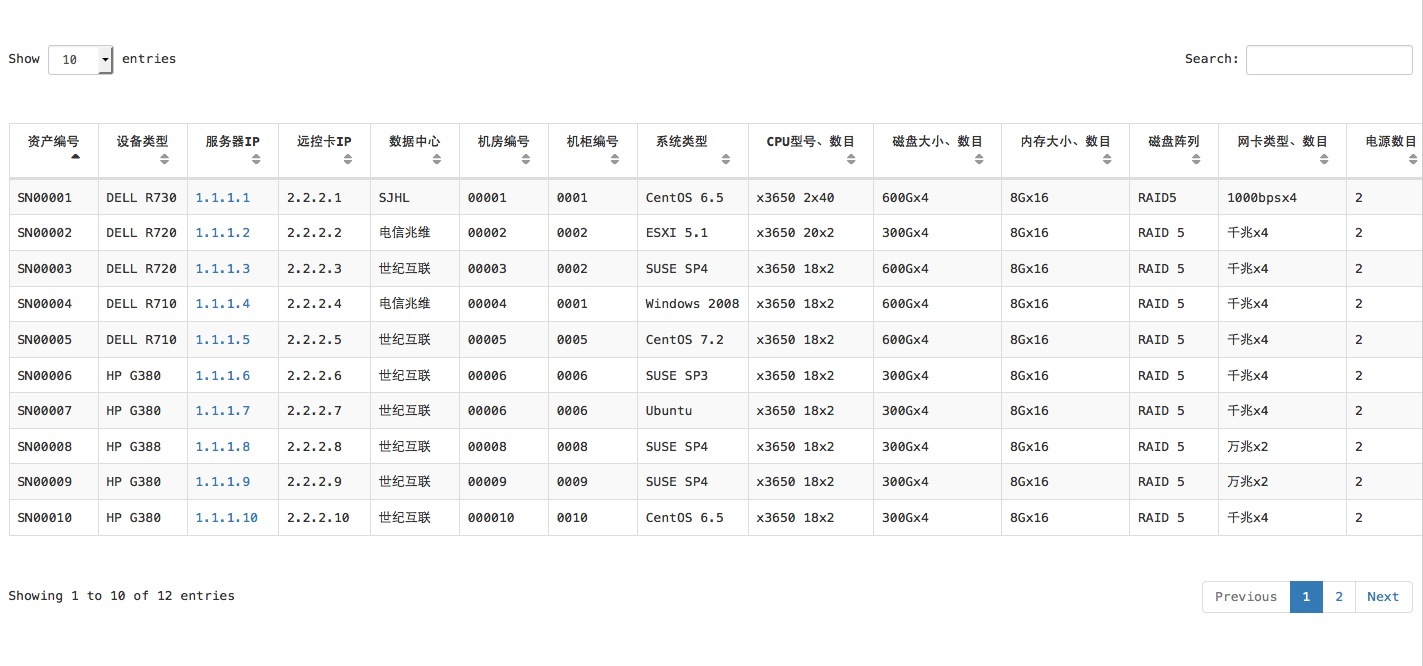 Show 10 entries Search:
资产编号 设备类型 服务器IP 远控卡IP 数据中心 机房编号 机柜编号 系统类型 CPU型号、数目 磁盘大小、数目 内存大小、数目 磁盘阵列 网卡类型、数目 电源数目
SN00001 DELL R730 1.1.1.1 2.2.2.1 SJHL 00001 0001 CentOS 6.5 x3650 2x40 600Gx4 8Gx16 RAID5 1000bpsx4 2
SN00002 DELL R720 1.1.1.2 2.2.2.2 电信兆维 00002 0002 ESXI 5.1 x3650 20x2 300Gx4 8Gx16 RAID 5 千兆x4 2
SN00003 DELL R720 1.1.1.3 2.2.2.3 世纪互联 00003 0002 SUSE SP4 x3650 18x2 600Gx4 8Gx16 RAID 5 千兆x4 2
SN00004 DELL R710 1.1.1.4 2.2.2.4 电信兆维 00004 0001 Windows 2008 x3650 18x2 600Gx4 8Gx16 RAID 5 千兆x4 2
SN00005 DELL R710 1.1.1.5 2.2.2.5 世纪互联 00005 0005 CentOS 7.2 x3650 18x2 600Gx4 8Gx16 RAID 5 千兆x4 2
SN00006 HP G380 1.1.1.6 2.2.2.6 世纪互联 00006 0006 SUSE SP3 x3650 18x2 300Gx4 8Gx16 RAID 5 千兆x4 2
SN00007 HP G380 1.1.1.7 2.2.2.7 世纪互联 00006 0006 Ubuntu x3650 18x2 300Gx4 8Gx16 RAID 5 千兆x4 2
SN00008 HP G388 1.1.1.8 2.2.2.8 世纪互联 00008 0008 SUSE SP4 x3650 18x2 300Gx4 8Gx16 RAID 5 万兆x2 2
SN00009 HP G380 1.1.1.9 2.2.2.9 世纪互联 00009 0009 SUSE SP4 x3650 18x2 300Gx4 8Gx16 RAID 5 万兆x2 2
SN00010 HP G380 1.1.1.10 2.2.2.10 世纪互联 000010 0010 CentOS 6.5 x3650 18x2 300Gx4 8Gx16 RAID 5 千兆x4 2
Showing 1 to 10 of 12 entries Previous 1 2 Next